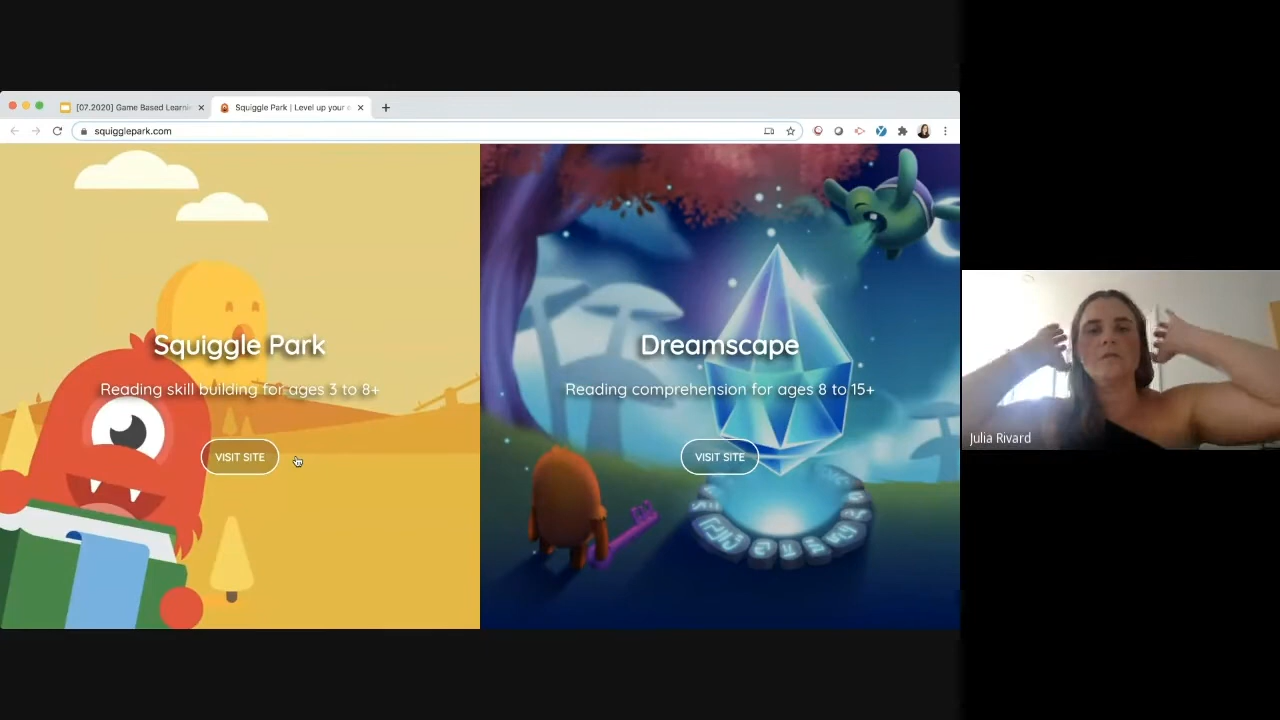 [07.2020] Game Based Learni
Squiggle Park | Level up your c
squigglepark.com
Squiggle Park
Reading skill building for ages 3 to 8+
VISIT SITE
Dreamscape
Reading comprehension for ages 8 to 15+
VISIT SITE
Julia Rivard